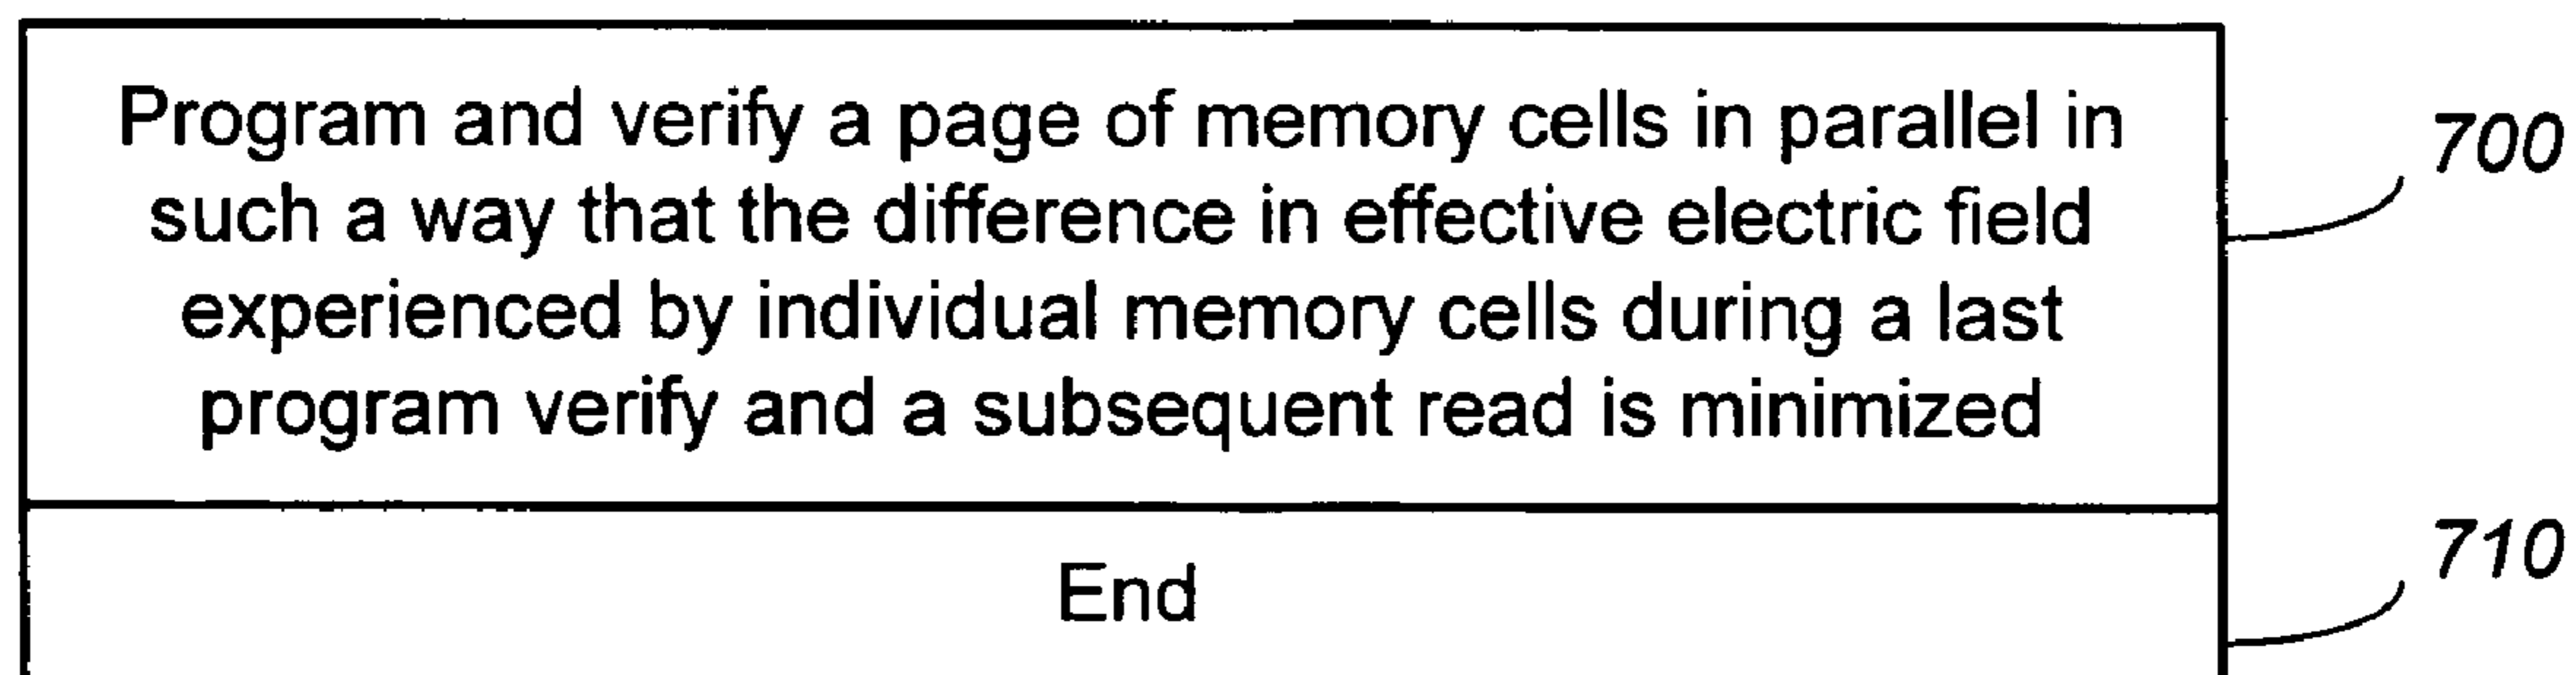 Program and verify a page of memory cells in parallel in
such a way that the difference in effective electric field
experienced by individual memory cells during a last
program verify and a subsequent read is minimized
700
End
710